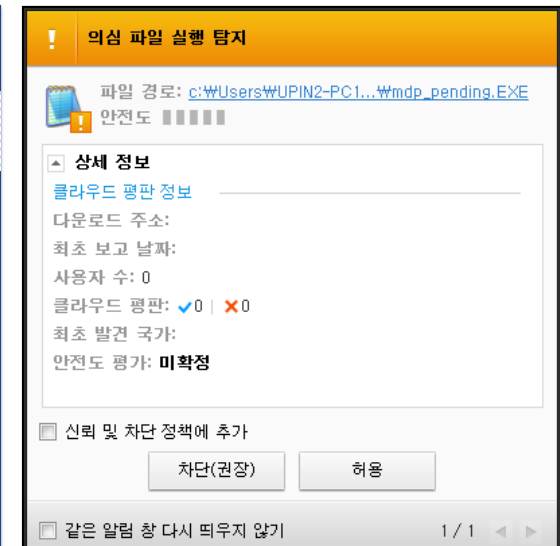 ! 의심 파일 실행 탐지
파일 경로: c:₩Users₩UPIN2-PC1...₩mdp_pending.EXE
안전도
상세 정보
클라우드 평판 정보
다운로드 주소:
최초 보고 날짜:
사용자 수: 0
클라우드 평판: ✔0 | ✖0
최초 발견 국가:
안전도 평가: 미확정
신뢰 및 차단 정책에 추가
차단(권장) 허용
같은 알림 창 다시 띄우지 않기 1 / 1